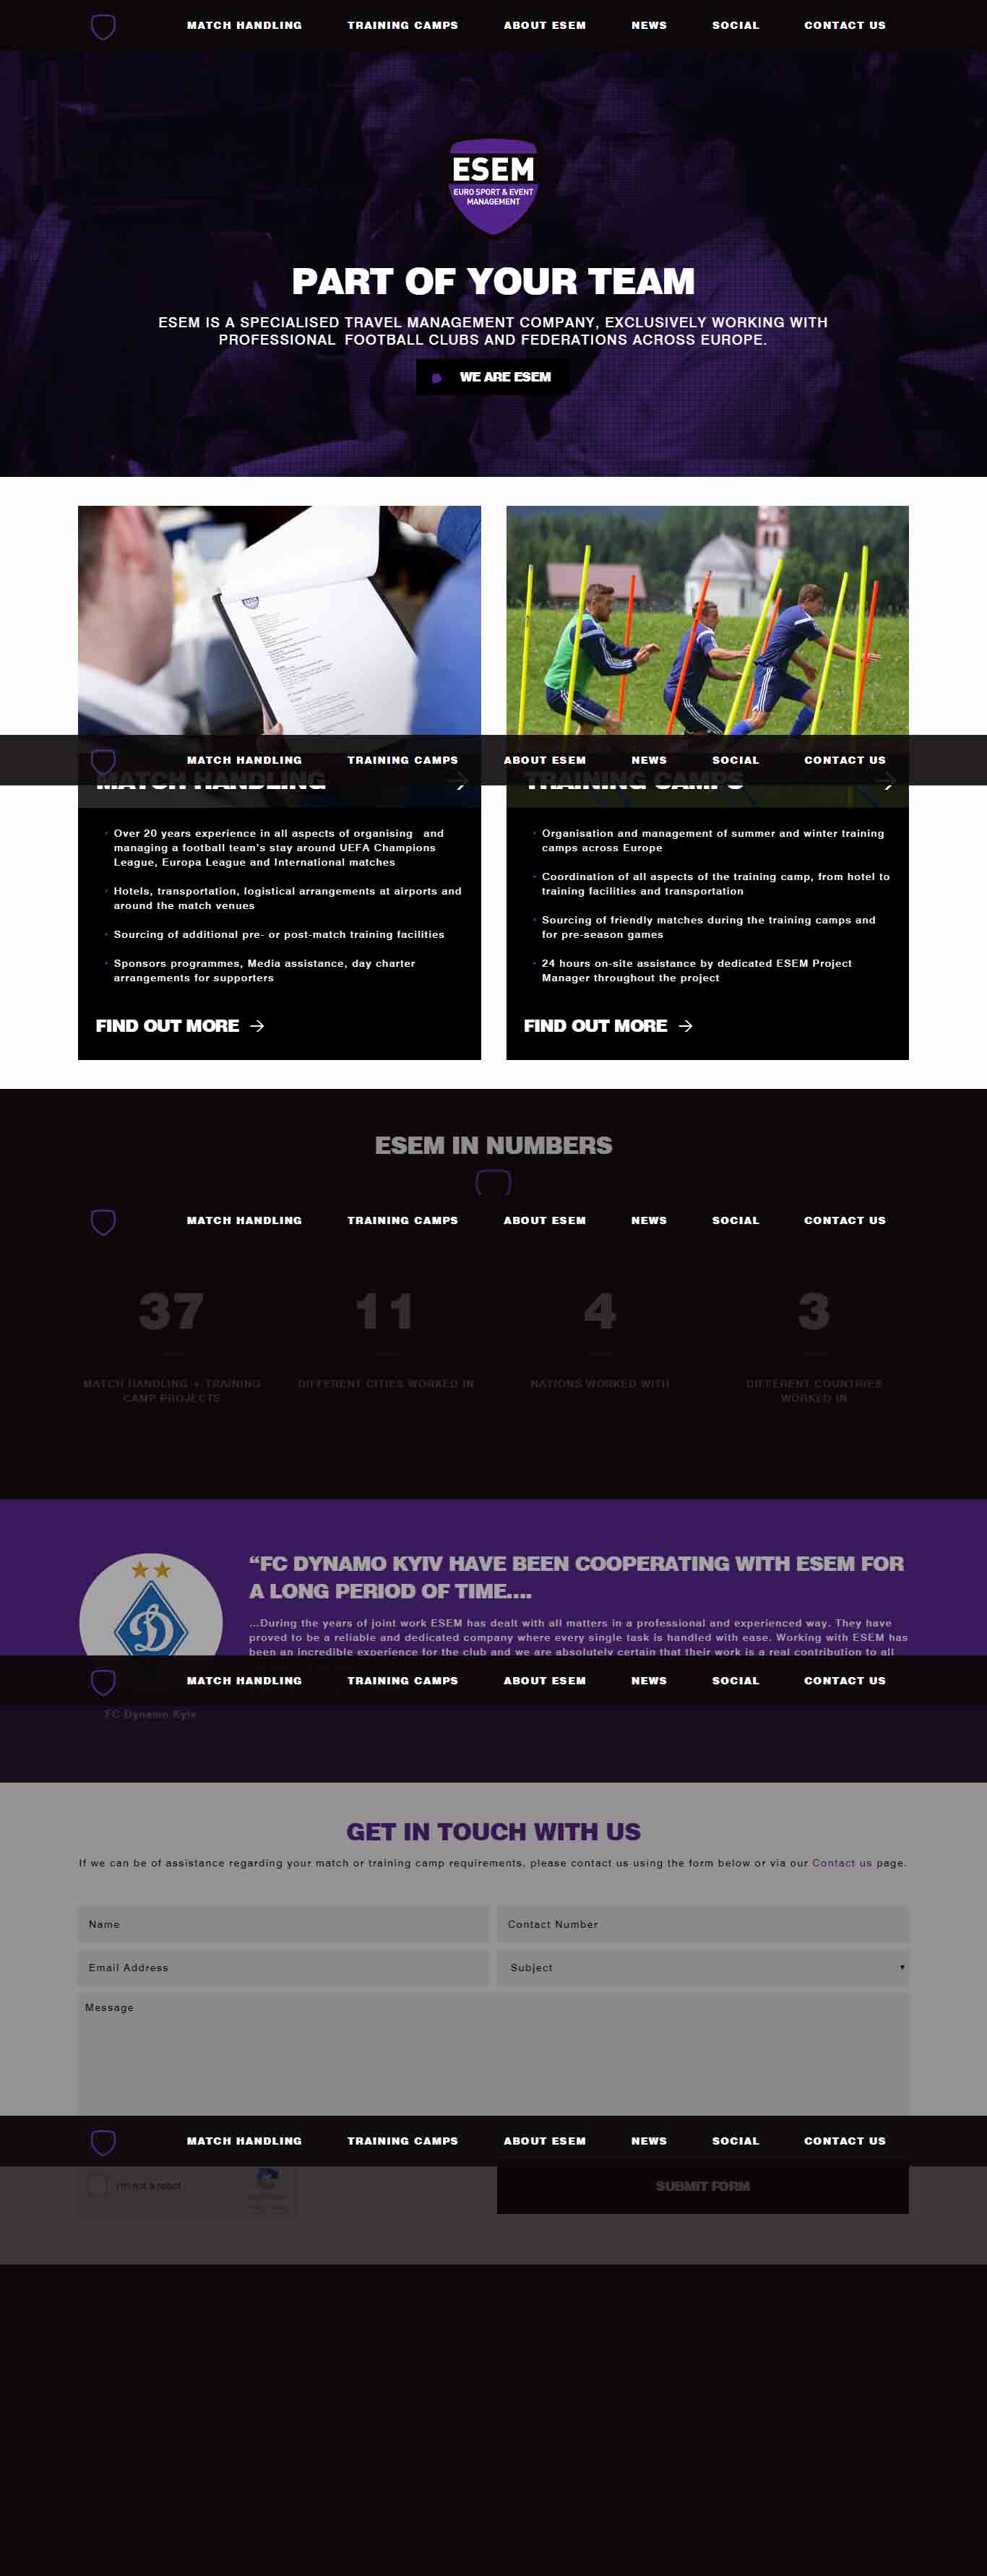 MATCH HANDLING TRAINING CAMPS ABOUT ESEM NEWS SOCIAL CONTACT US
ESEM
EURO SPORT & EVENT
MANAGEMENT
PART OF YOUR TEAM
ESEM IS A SPECIALISED TRAVEL MANAGEMENT COMPANY, EXCLUSIVELY WORKING WITH
PROFESSIONAL FOOTBALL CLUBS AND FEDERATIONS ACROSS EUROPE.
WE ARE ESEM
ESEM
MATCH HANDLING TRAINING CAMPS ABOUT ESEM NEWS SOCIAL CONTACT US
MATCH HANDLING
Over 20 years experience in all aspects of organising and
managing a football team's stay around UEFA Champions
League, Europa League and International matches
Hotels, transportation, logistical arrangements at airports and
around the match venues
Sourcing of additional pre- or post-match training facilities
Sponsors programmes, Media assistance, day charter
arrangements for supporters
FIND OUT MORE →
TRAINING CAMPS
Organisation and management of summer and winter training
camps across Europe
Coordination of all aspects of the training camp, from hotel to
training facilities and transportation
Sourcing of friendly matches during the training camps and
for pre-season games
24 hours on-site assistance by dedicated ESEM Project
Manager throughout the project
FIND OUT MORE →
ESEM IN NUMBERS
MATCH HANDLING TRAINING CAMPS ABOUT ESEM NEWS SOCIAL CONTACT US
37
MATCH HANDLING + TRAINING
CAMP PROJECTS
11
DIFFERENT CITIES WORKED IN
4
NATIONS WORKED WITH
3
DIFFERENT COUNTRIES
WORKED IN
“FC DYNAMO KYIV HAVE BEEN COOPERATING WITH ESEM FOR
A LONG PERIOD OF TIME....
...During the years of joint work ESEM has dealt with all matters in a professional and experienced way. They have
proved to be a reliable and dedicated company where every single task is handled with ease. Working with ESEM has
been an incredible experience for the club and we are absolutely certain that their work is a real contribution to all
MATCH HANDLING TRAINING CAMPS ABOUT ESEM NEWS SOCIAL CONTACT US
FC Dynamo Kyiv
GET IN TOUCH WITH US
If we can be of assistance regarding your match or training camp requirements, please contact us using the form below or via our Contact us page.
Name
Contact Number
Email Address
Subject
Message
MATCH HANDLING TRAINING CAMPS ABOUT ESEM NEWS SOCIAL CONTACT US
I'm not a robot
SUBMIT FORM